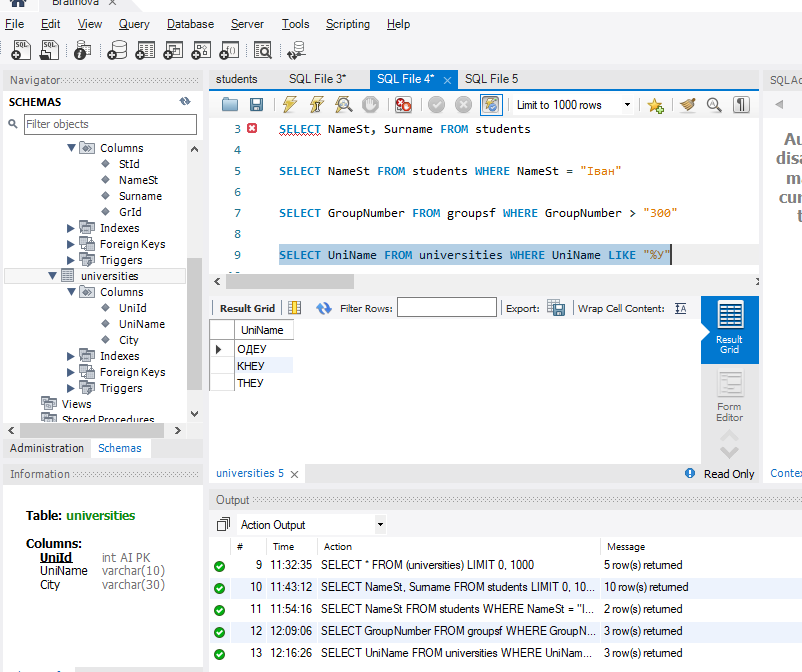 Bratinova ×
File Edit View Query Database Server Tools Scripting Help
Navigator
SCHEMAS
Filter objects
Columns
StId
NameSt
Surname
GrId
Indexes
Foreign Keys
Triggers
universities
Columns
UniId
UniName
City
Indexes
Foreign Keys
Triggers
Views
Stored Procedures
Administration Schemas
Information
Table: universities
Columns:
UniId int AI PK
UniName varchar(10)
City varchar(30)
students SQL File 3* SQL File 4* × SQL File 5
Limit to 1000 rows
3 SELECT NameSt, Surname FROM students
4
5 SELECT NameSt FROM students WHERE NameSt = "Іван"
6
7 SELECT GroupNumber FROM groupsf WHERE GroupNumber > "300"
8
9 SELECT UniName FROM universities WHERE UniName LIKE "%У"
Result Grid Filter Rows: Export: Wrap Cell Content:
UniName
ОДЕУ
КНЕУ
ТНЕУ
Result
Grid
Form
Editor
universities 5 ×
Read Only
Output
Action Output
# Time Action Message
9 11:32:35 SELECT * FROM (universities) LIMIT 0, 1000 5 row(s) returned
10 11:43:12 SELECT NameSt, Surname FROM students LIMIT 0, 10... 10 row(s) returned
11 11:54:16 SELECT NameSt FROM students WHERE NameSt = "І... 2 row(s) returned
12 12:09:06 SELECT GroupNumber FROM groupsf WHERE GroupN... 3 row(s) returned
13 12:16:26 SELECT UniName FROM universities WHERE UniNam... 3 row(s) returned
SQLAc
Au
disa
ma
cur
t
Contex